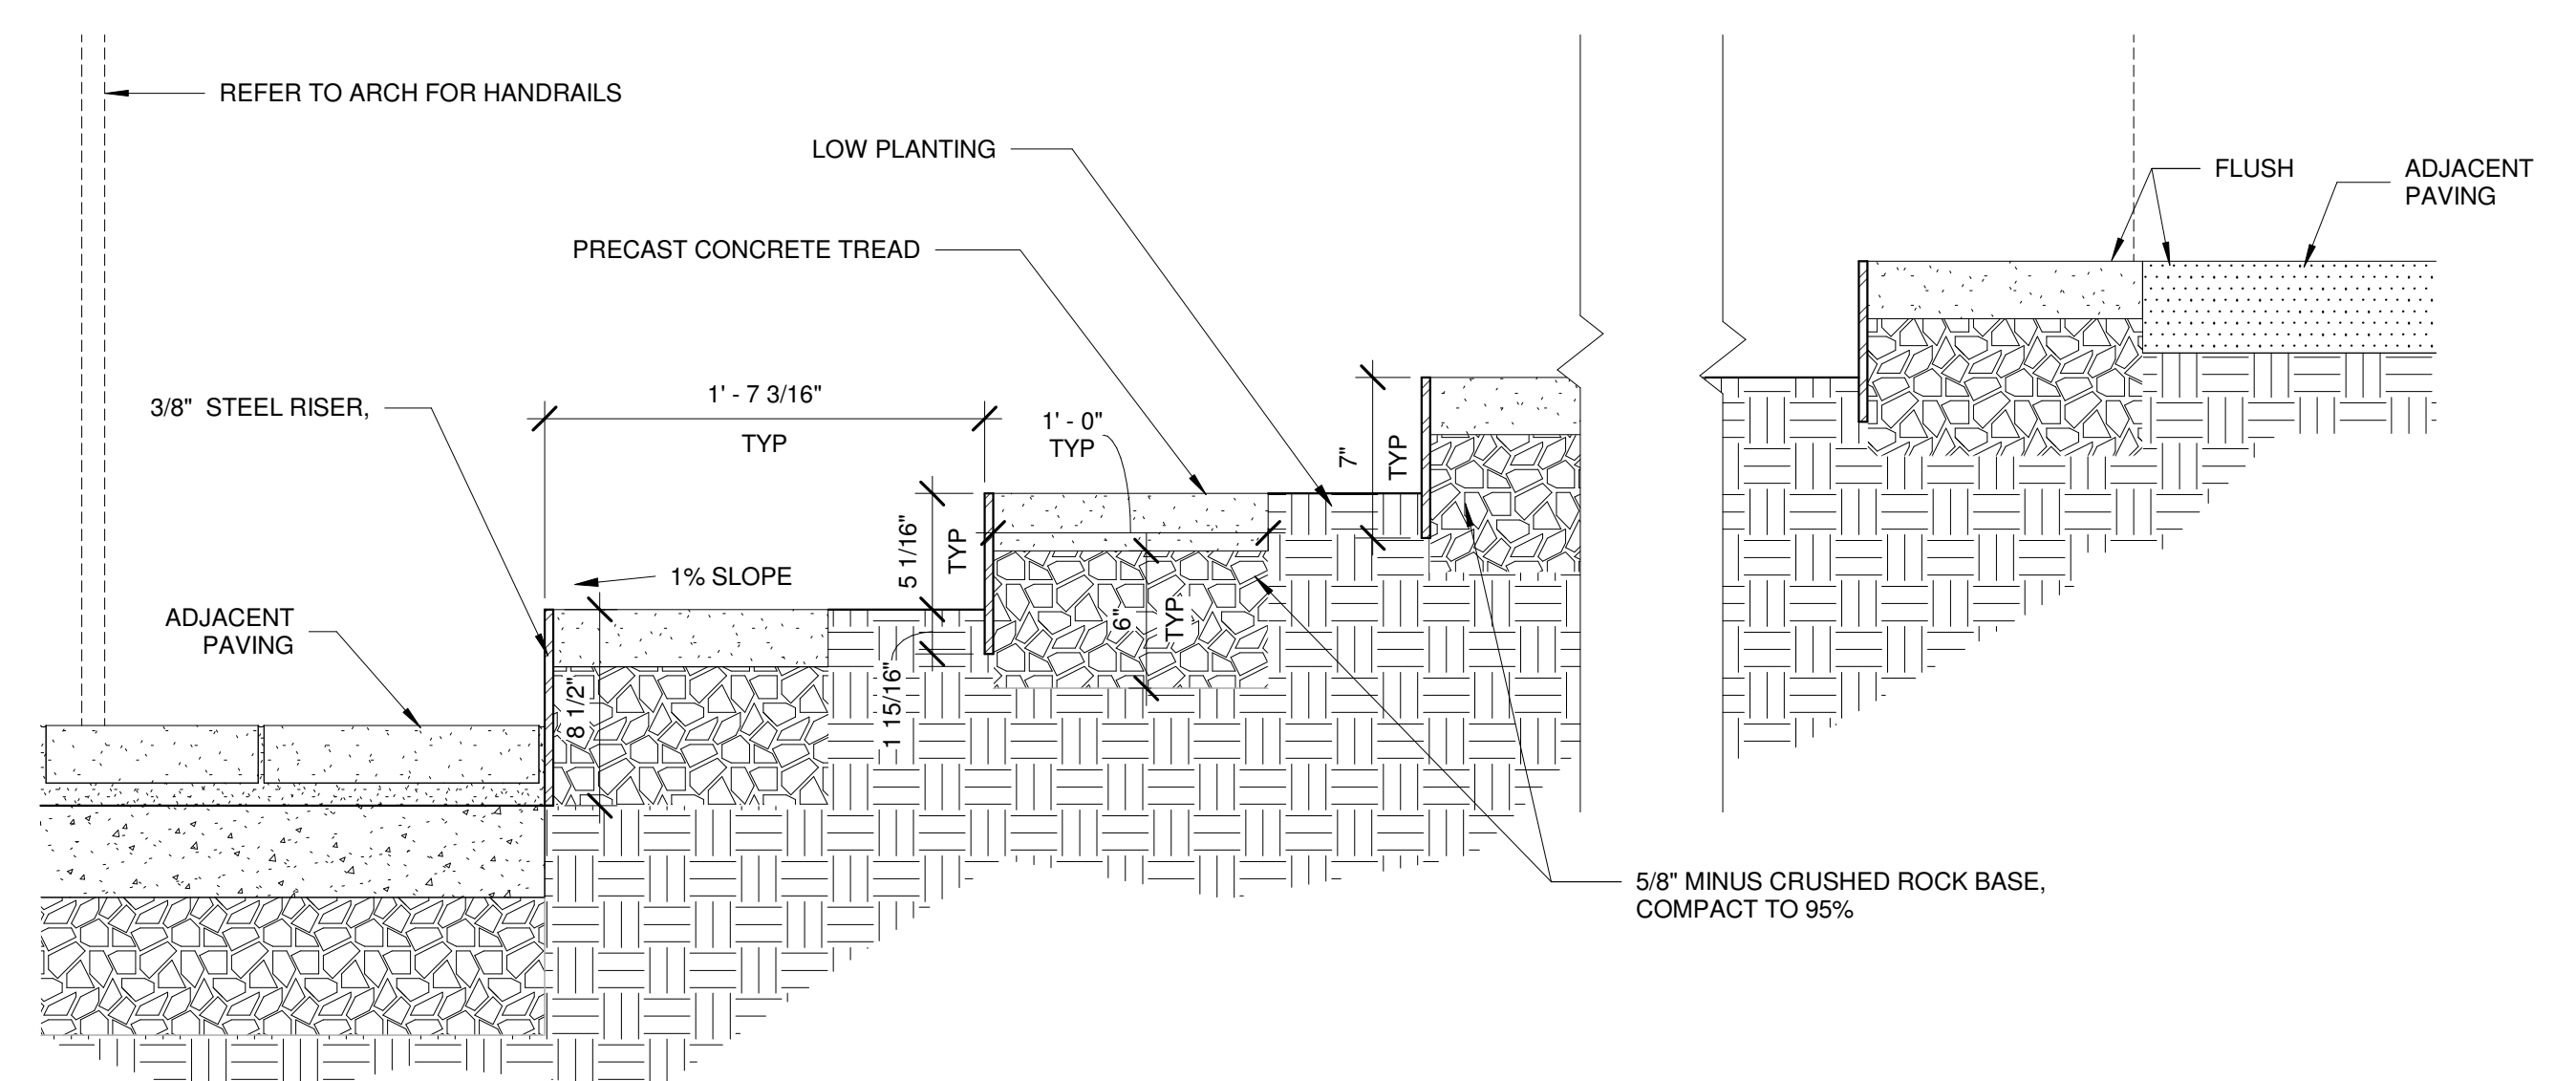 REFER TO ARCH FOR HANDRAILS
LOW PLANTING
FLUSH
ADJACENT
PAVING
PRECAST CONCRETE TREAD
3/8" STEEL RISER,
1' - 7 3/16"
TYP
1' - 0"
TYP
7"
TYP
5 1/16"
TYP
1% SLOPE
ADJACENT
PAVING
8 1/2"
1 15/16"
6"
TYP
5/8" MINUS CRUSHED ROCK BASE,
COMPACT TO 95%